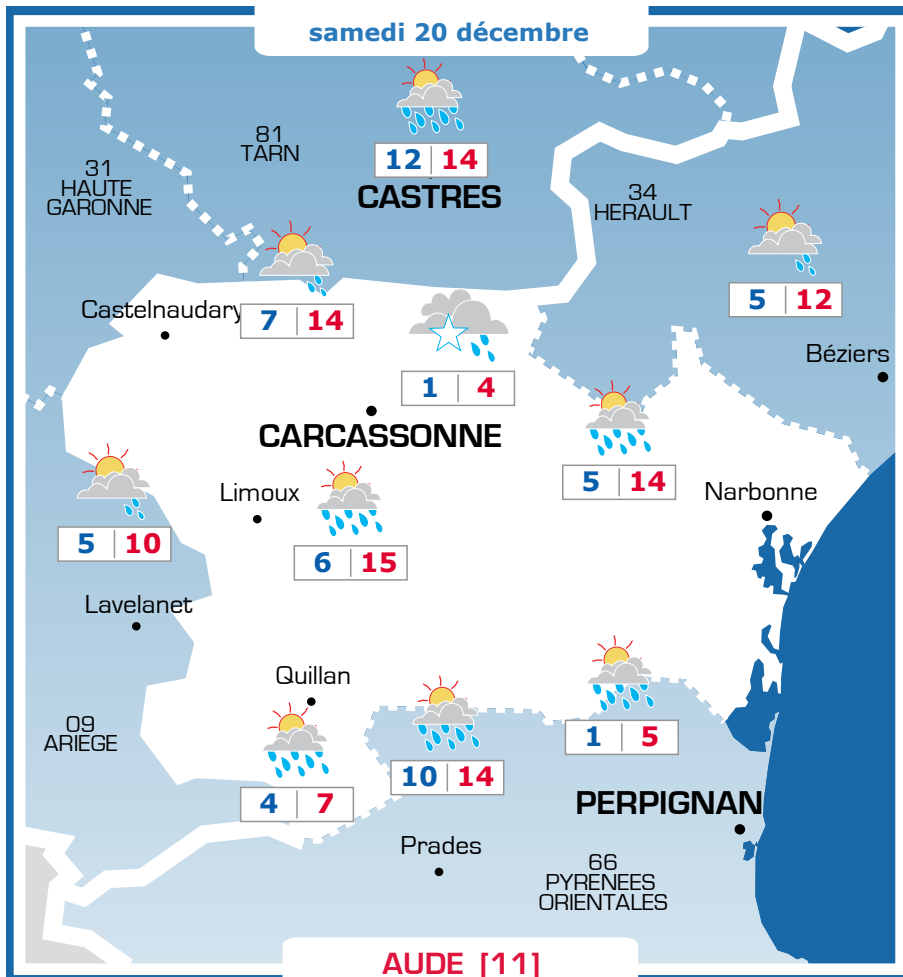 samedi 20 décembre
81
TARN
12 14
CASTRES
31
HAUTE
GARONNE
34
HERAULT
Castelnaudary
7 14
5 12
Béziers
1 4
CARCASSONNE
5 14
Limoux
Narbonne
5 10
6 15
Lavelanet
Quillan
09
ARIEGE
1 5
10 14
4 7
PERPIGNAN
Prades
66
PYRENEES
ORIENTALES
AUDE [11]